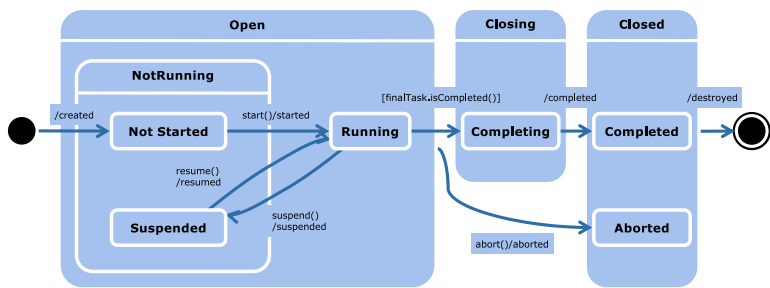 Open
Closing
Closed
NotRunning
[finalTask.isCompleted()]
/completed
/destroyed
/created
start()/started
Not Started
Running
Completing
Completed
resume()
/resumed
suspend()
/suspended
Suspended
Aborted
abort()/aborted